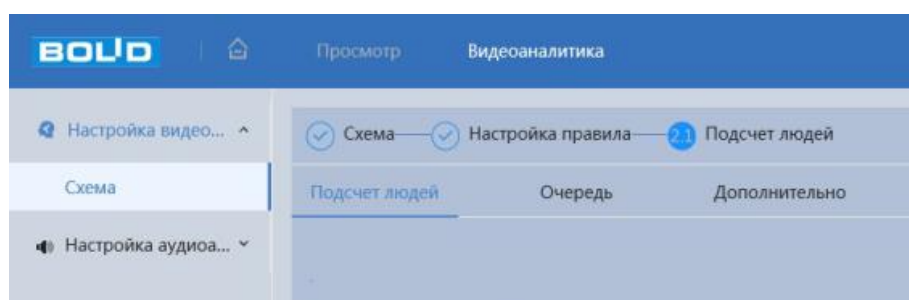 BOLID Просмотр Видеоаналитика
Настройка видео... Схема Настройка правила 2.1 Подсчет людей
Схема Подсчет людей Очередь Дополнительно
Настройка аудиоа...